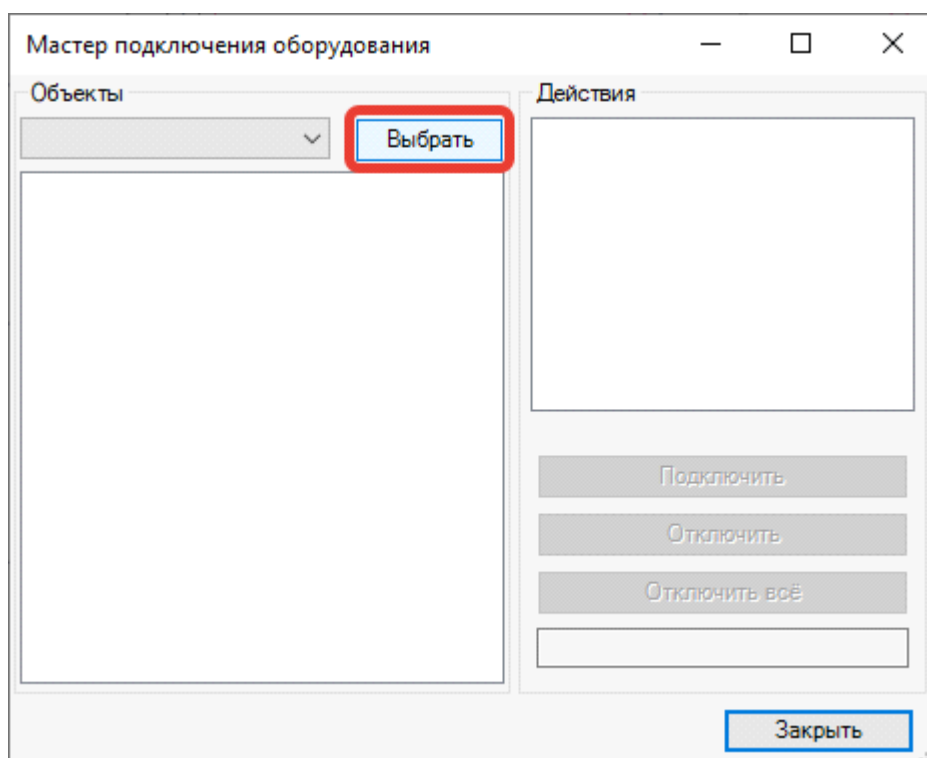 Мастер подключения оборудования
Объекты
Выбрать
Действия
Подключить
Отключить
Отключить всё
Закрыть